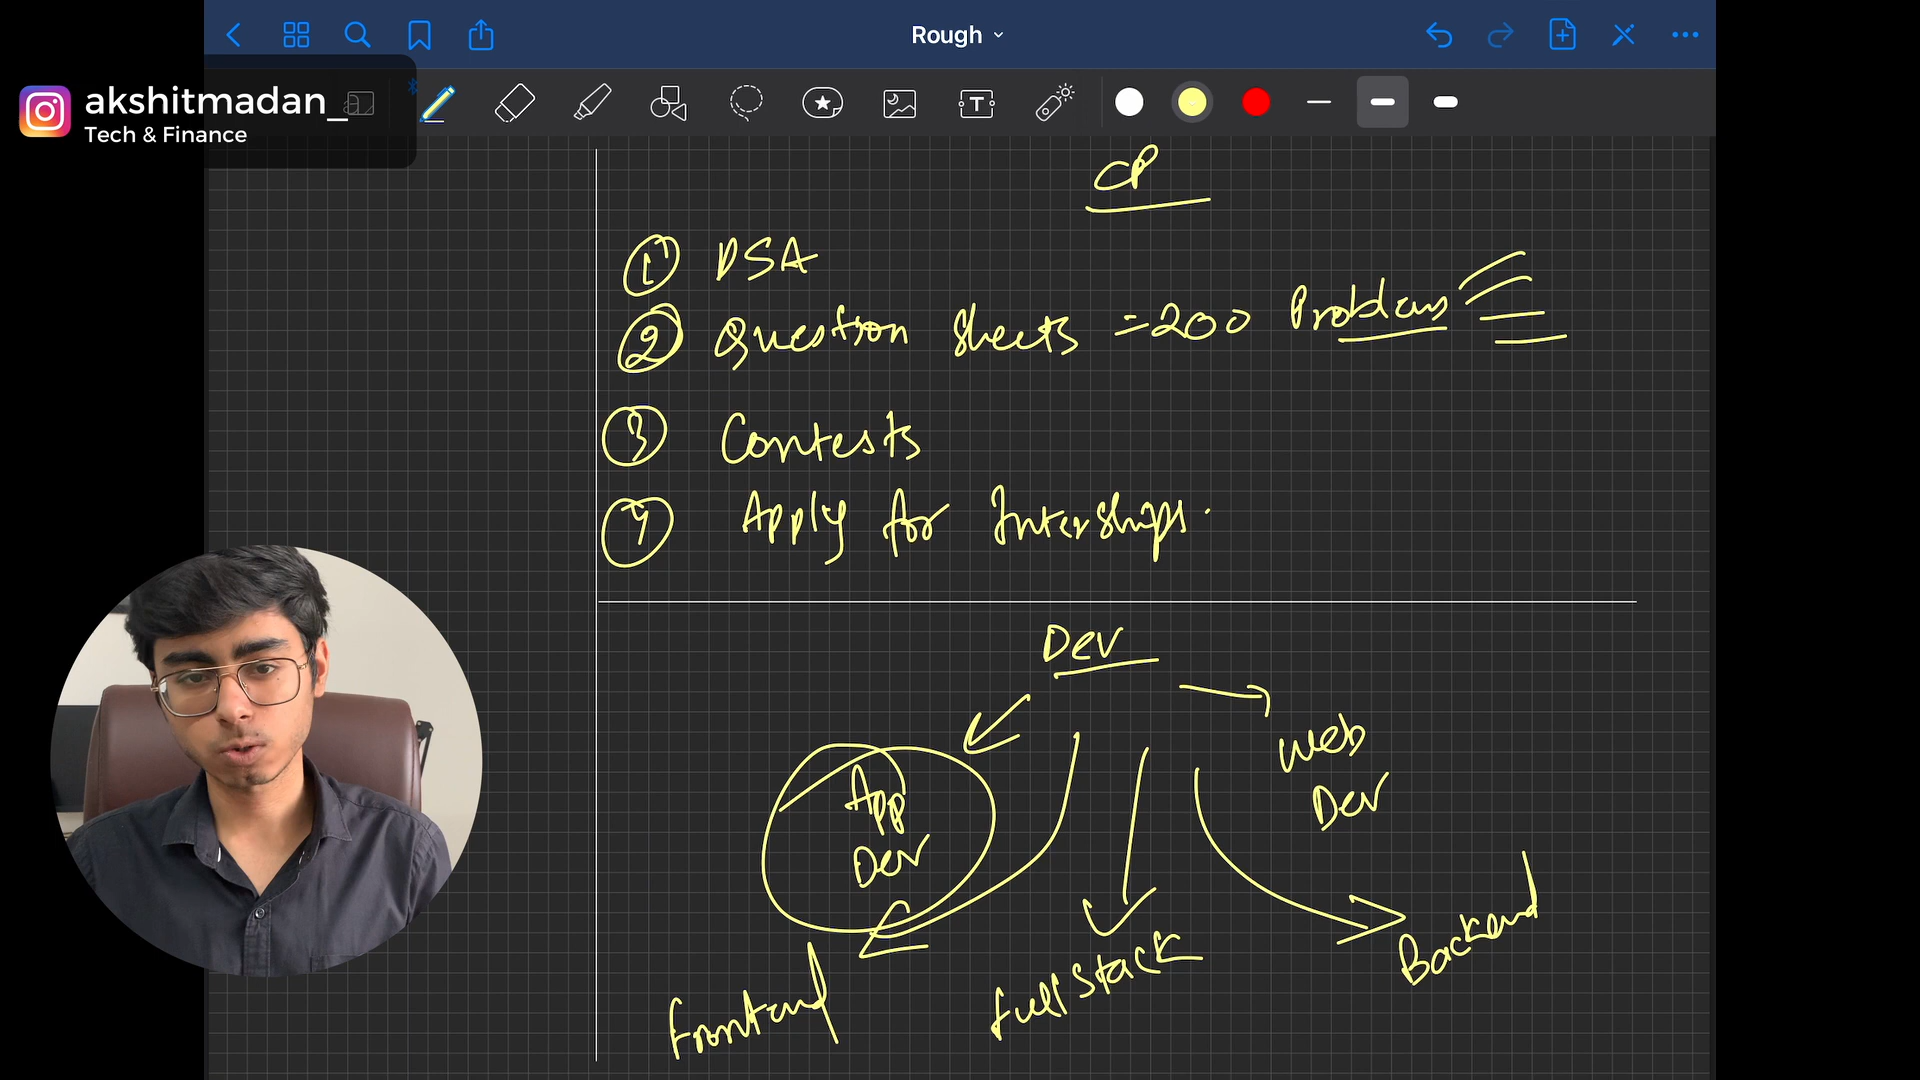 Rough
akshitmadan_
Tech & Finance
CP
1 DSA
2 Question Sheets = 200 Problems
3 Contests
4 Apply for Interships.
Dev
App
Dev
Web
Dev
Frontend
Full Stack
Backend